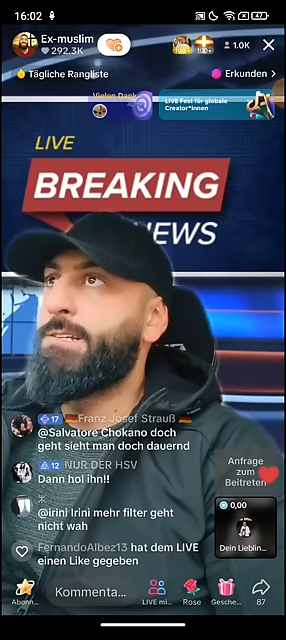 16:02
47
Ex-muslim
292.3K
100+
1.0K
Tägliche Rangliste
Erkunden >
Vielen Dank
LIVE Fest für globale
Creator*innen
LIVE
BREAKING
NEWS
17 Franz Josef Strauß
@Salvatore Chokano doch
geht sieht man doch dauernd
12 NUR DER HSV
Dann hol ihn!!
@irini Irini mehr filter geht
nicht wah
FernandoAlbez13 hat dem LIVE
einen Like gegeben
Anfrage
zum
Beitreten
0,00
Dein Lieblin...
Kommenta...
Abonn...
LIVE mi...
Rose
Gesche...
87